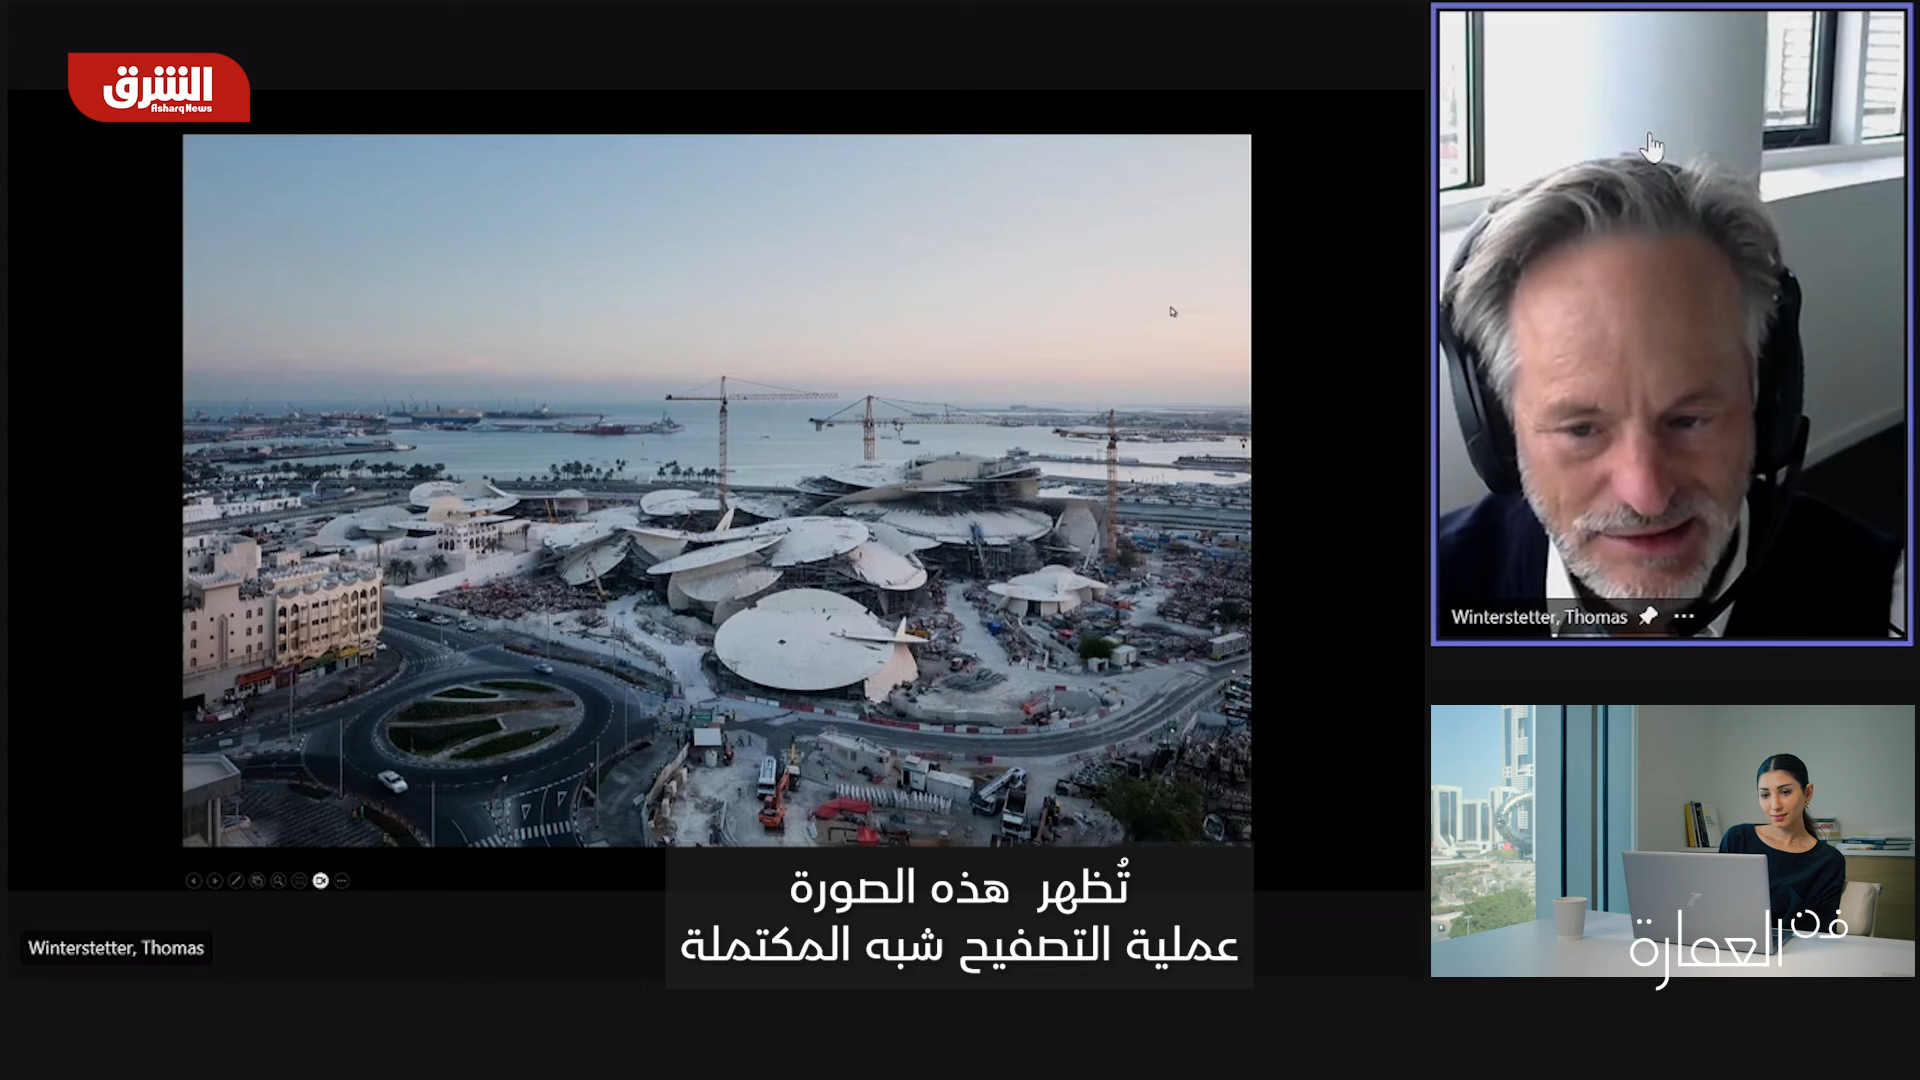 الشرق
Asharq News
Winterstetter, Thomas
تُظهر هذه الصورة
عملية التصفيح شبه المكتملة
Winterstetter, Thomas
فن العمارة